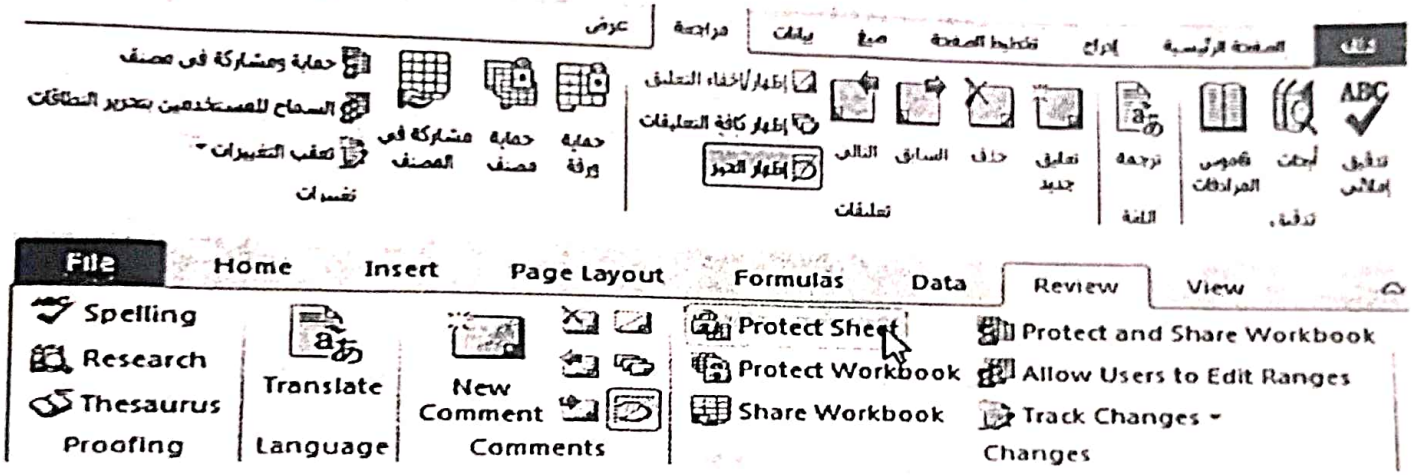 ملف الصفحة الرئيسية إدراج تخطيط الصفحة صيغ بيانات مراجعة عرض
ABC
تدقيق إملائي
أبحاث
قاموس المرادفات
تدقيق
ترجمة
اللغة
تعليق جديد
حذف
السابق
التالي
إظهار/إخفاء التعليق
إظهار كافة التعليقات
إظهار الحبر
تعليقات
حماية ورقة
حماية مصنف
مشاركة في المصنف
حماية ومشاركة في مصنف
السماح للمستخدمين بتحرير النطاقات
تعقب التغييرات
تغييرات
File Home Insert Page Layout Formulas Data Review View
Spelling
Research
Thesaurus
Proofing
Translate
Language
New
Comment
Comments
Protect Sheet
Protect Workbook
Share Workbook
Protect and Share Workbook
Allow Users to Edit Ranges
Track Changes
Changes